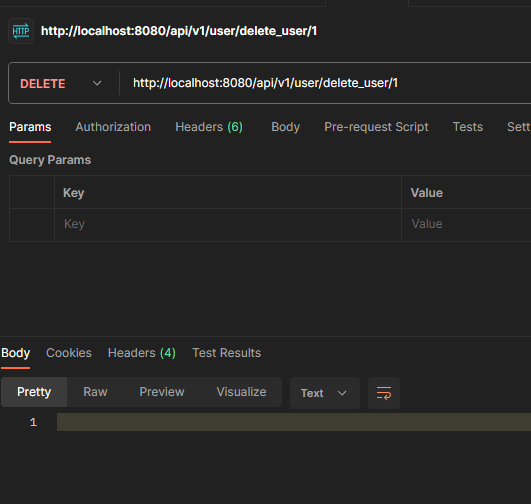 HTTP http://localhost:8080/api/v1/user/delete_user/1
DELETE http://localhost:8080/api/v1/user/delete_user/1
Params Authorization Headers (6) Body Pre-request Script Tests Sett
Query Params
Key Value
Key Value
Body Cookies Headers (4) Test Results
Pretty Raw Preview Visualize Text
1